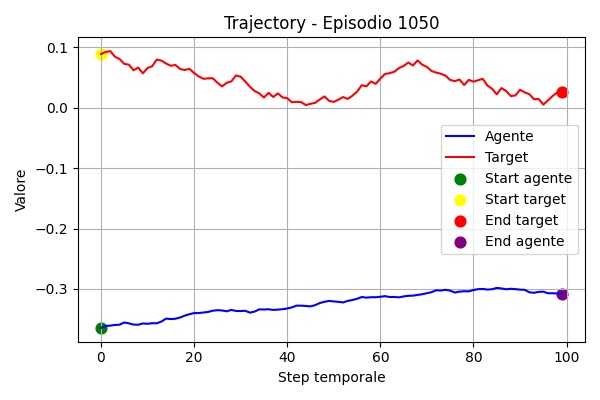 Trajectory - Episodio 1050
Valore
0.1
0.0
−0.1
−0.2
−0.3
Agente
Target
Start agente
Start target
End target
End agente
0 20 40 60 80 100
Step temporale